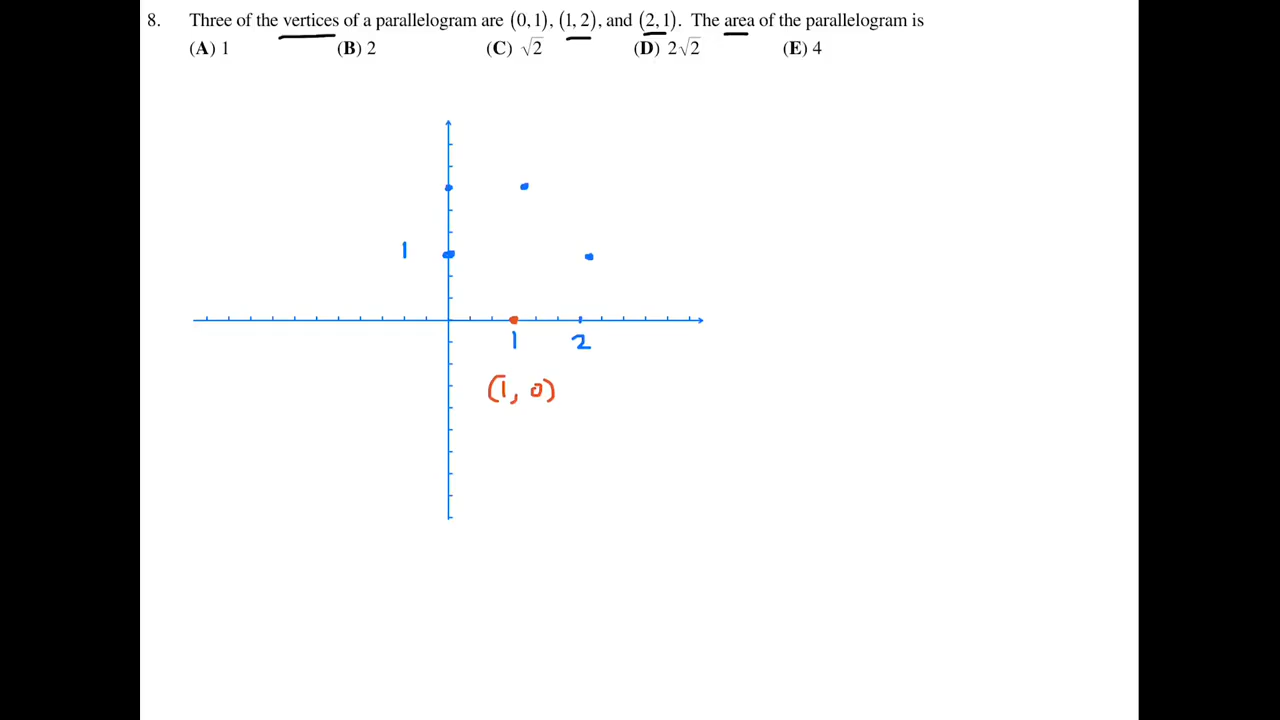 8. Three of the vertices of a parallelogram are (0, 1), (1, 2), and (2, 1). The area of the parallelogram is
(A) 1 (B) 2 (C) √2 (D) 2√2 (E) 4
1
1 2
(1, 0)